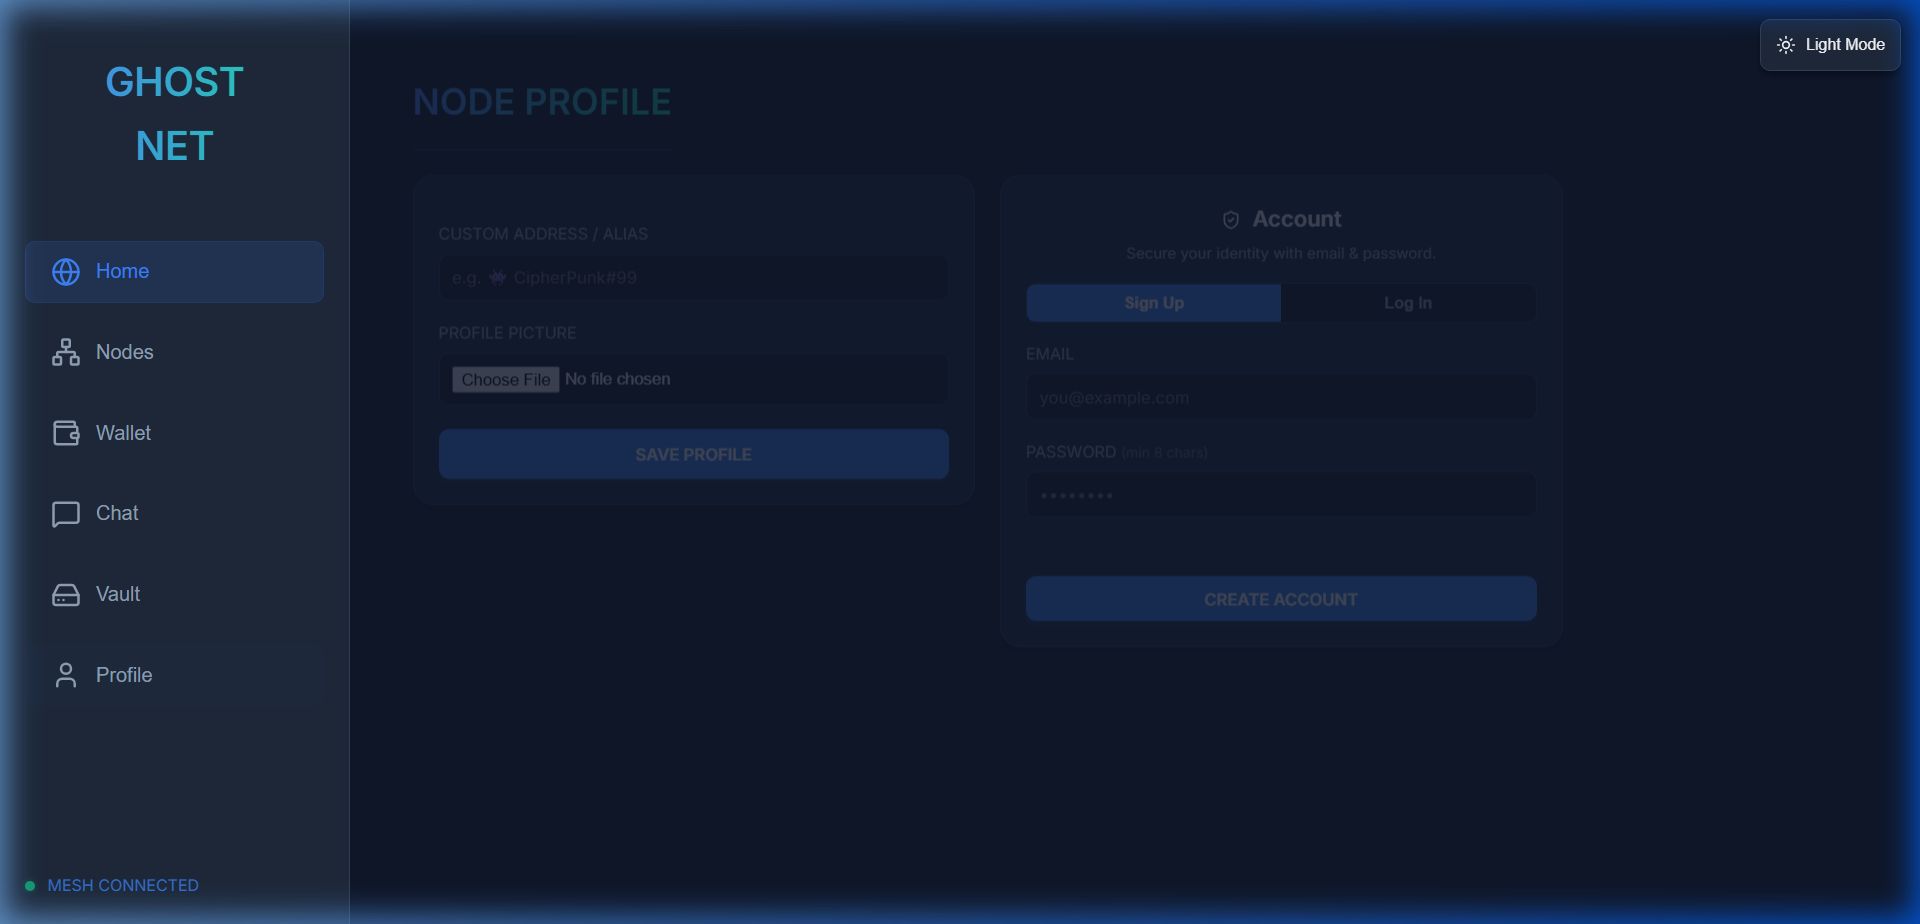 GHOST
NET
Home
Nodes
Wallet
Chat
Vault
Profile
MESH CONNECTED
Light Mode
NODE PROFILE
CUSTOM ADDRESS / ALIAS
e.g. 👾 CipherPunk#99
PROFILE PICTURE
Choose File No file chosen
SAVE PROFILE
Account
Secure your identity with email & password.
Sign Up
Log In
EMAIL
you@example.com
PASSWORD (min 8 chars)
••••••••
CREATE ACCOUNT